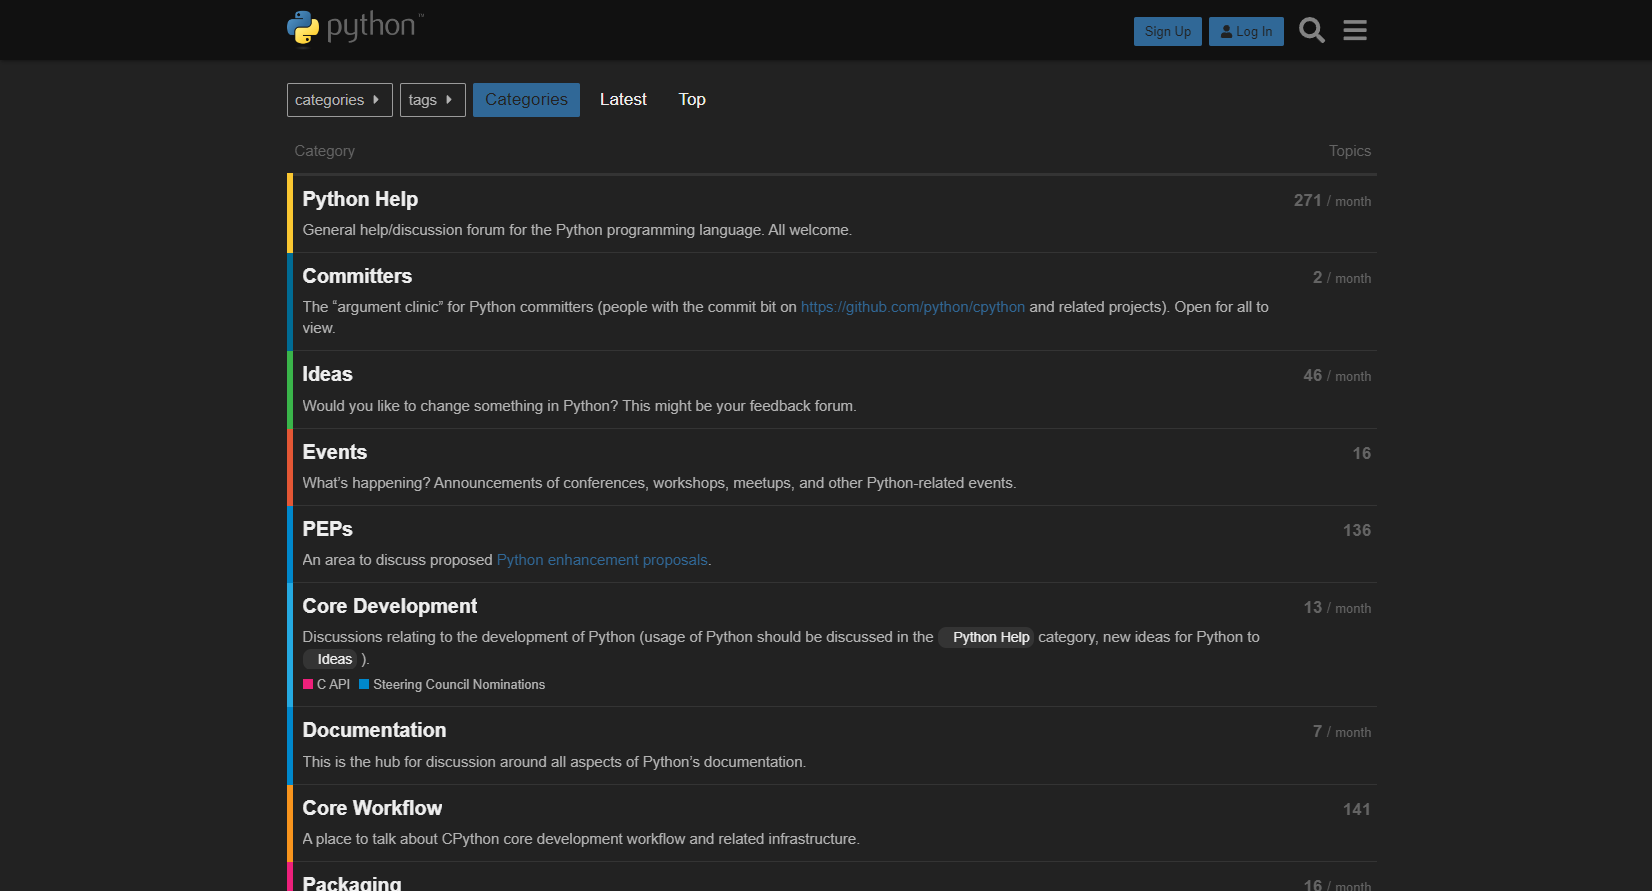 python™
Sign Up
Log In
categories
tags
Categories
Latest
Top
Category
Topics
Python Help
271 / month
General help/discussion forum for the Python programming language. All welcome.
Committers
2 / month
The “argument clinic” for Python committers (people with the commit bit on https://github.com/python/cpython and related projects). Open for all to
view.
Ideas
46 / month
Would you like to change something in Python? This might be your feedback forum.
Events
16
What’s happening? Announcements of conferences, workshops, meetups, and other Python-related events.
PEPs
136
An area to discuss proposed Python enhancement proposals.
Core Development
13 / month
Discussions relating to the development of Python (usage of Python should be discussed in the Python Help category, new ideas for Python to
Ideas ).
C API Steering Council Nominations
Documentation
7 / month
This is the hub for discussion around all aspects of Python’s documentation.
Core Workflow
141
A place to talk about CPython core development workflow and related infrastructure.
Packaging
16 / month